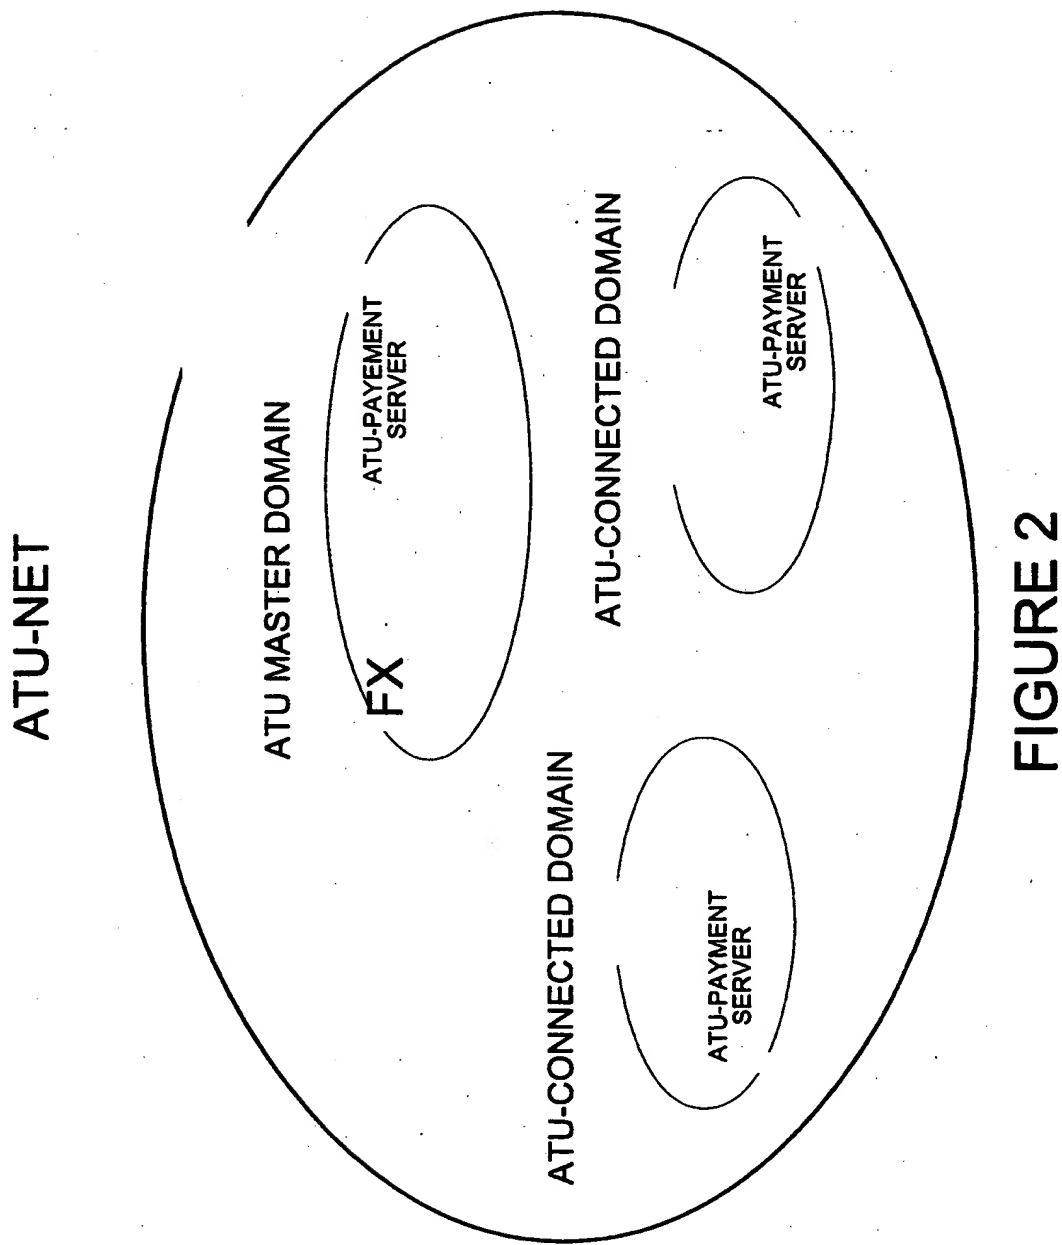 ATU-NET
ATU MASTER DOMAIN
FX
ATU-PAYEMENT
SERVER
ATU-CONNECTED DOMAIN
ATU-PAYMENT
SERVER
ATU-CONNECTED DOMAIN
ATU-PAYMENT
SERVER
FIGURE 2